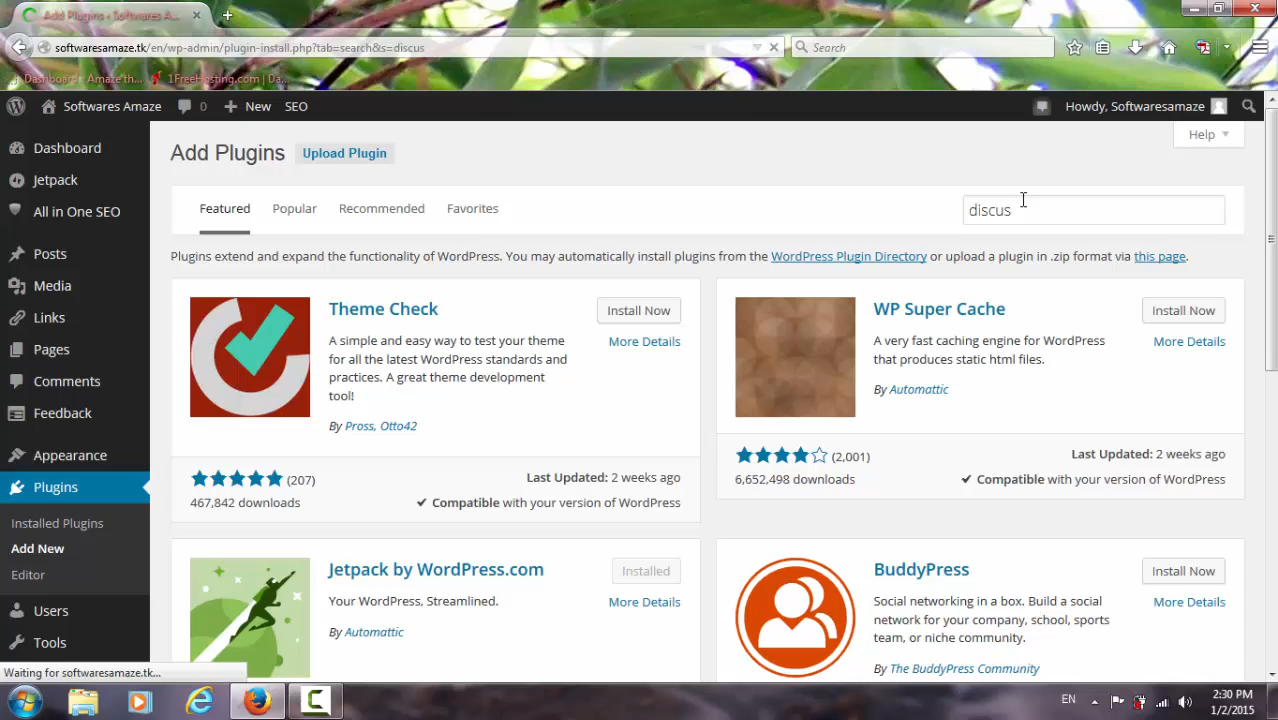 Add Plugins ‹ Softwares A...
softwaresamaze.tk/en/wp-admin/plugin-install.php?tab=search&s=discus
Search
Dashboard ‹ Amaze th...
1FreeHosting.com | Da...
Softwares Amaze
0
New
SEO
Howdy, Softwaresamaze
Dashboard
Jetpack
All in One SEO
Posts
Media
Links
Pages
Comments
Feedback
Appearance
Plugins
Installed Plugins
Add New
Editor
Users
Tools
Help
Add Plugins
Upload Plugin
Featured
Popular
Recommended
Favorites
discus
Plugins extend and expand the functionality of WordPress. You may automatically install plugins from the WordPress Plugin Directory or upload a plugin in .zip format via this page.
Theme Check
Install Now
More Details
A simple and easy way to test your theme
for all the latest WordPress standards and
practices. A great theme development
tool!
By Pross, Otto42
(207)
467,842 downloads
Last Updated: 2 weeks ago
Compatible with your version of WordPress
WP Super Cache
Install Now
More Details
A very fast caching engine for WordPress
that produces static html files.
By Automattic
(2,001)
6,652,498 downloads
Last Updated: 2 weeks ago
Compatible with your version of WordPress
Jetpack by WordPress.com
Installed
More Details
Your WordPress, Streamlined.
By Automattic
BuddyPress
Install Now
More Details
Social networking in a box. Build a social
network for your company, school, sports
team, or niche community.
By The BuddyPress Community
Waiting for softwaresamaze.tk...
EN
2:30 PM
1/2/2015